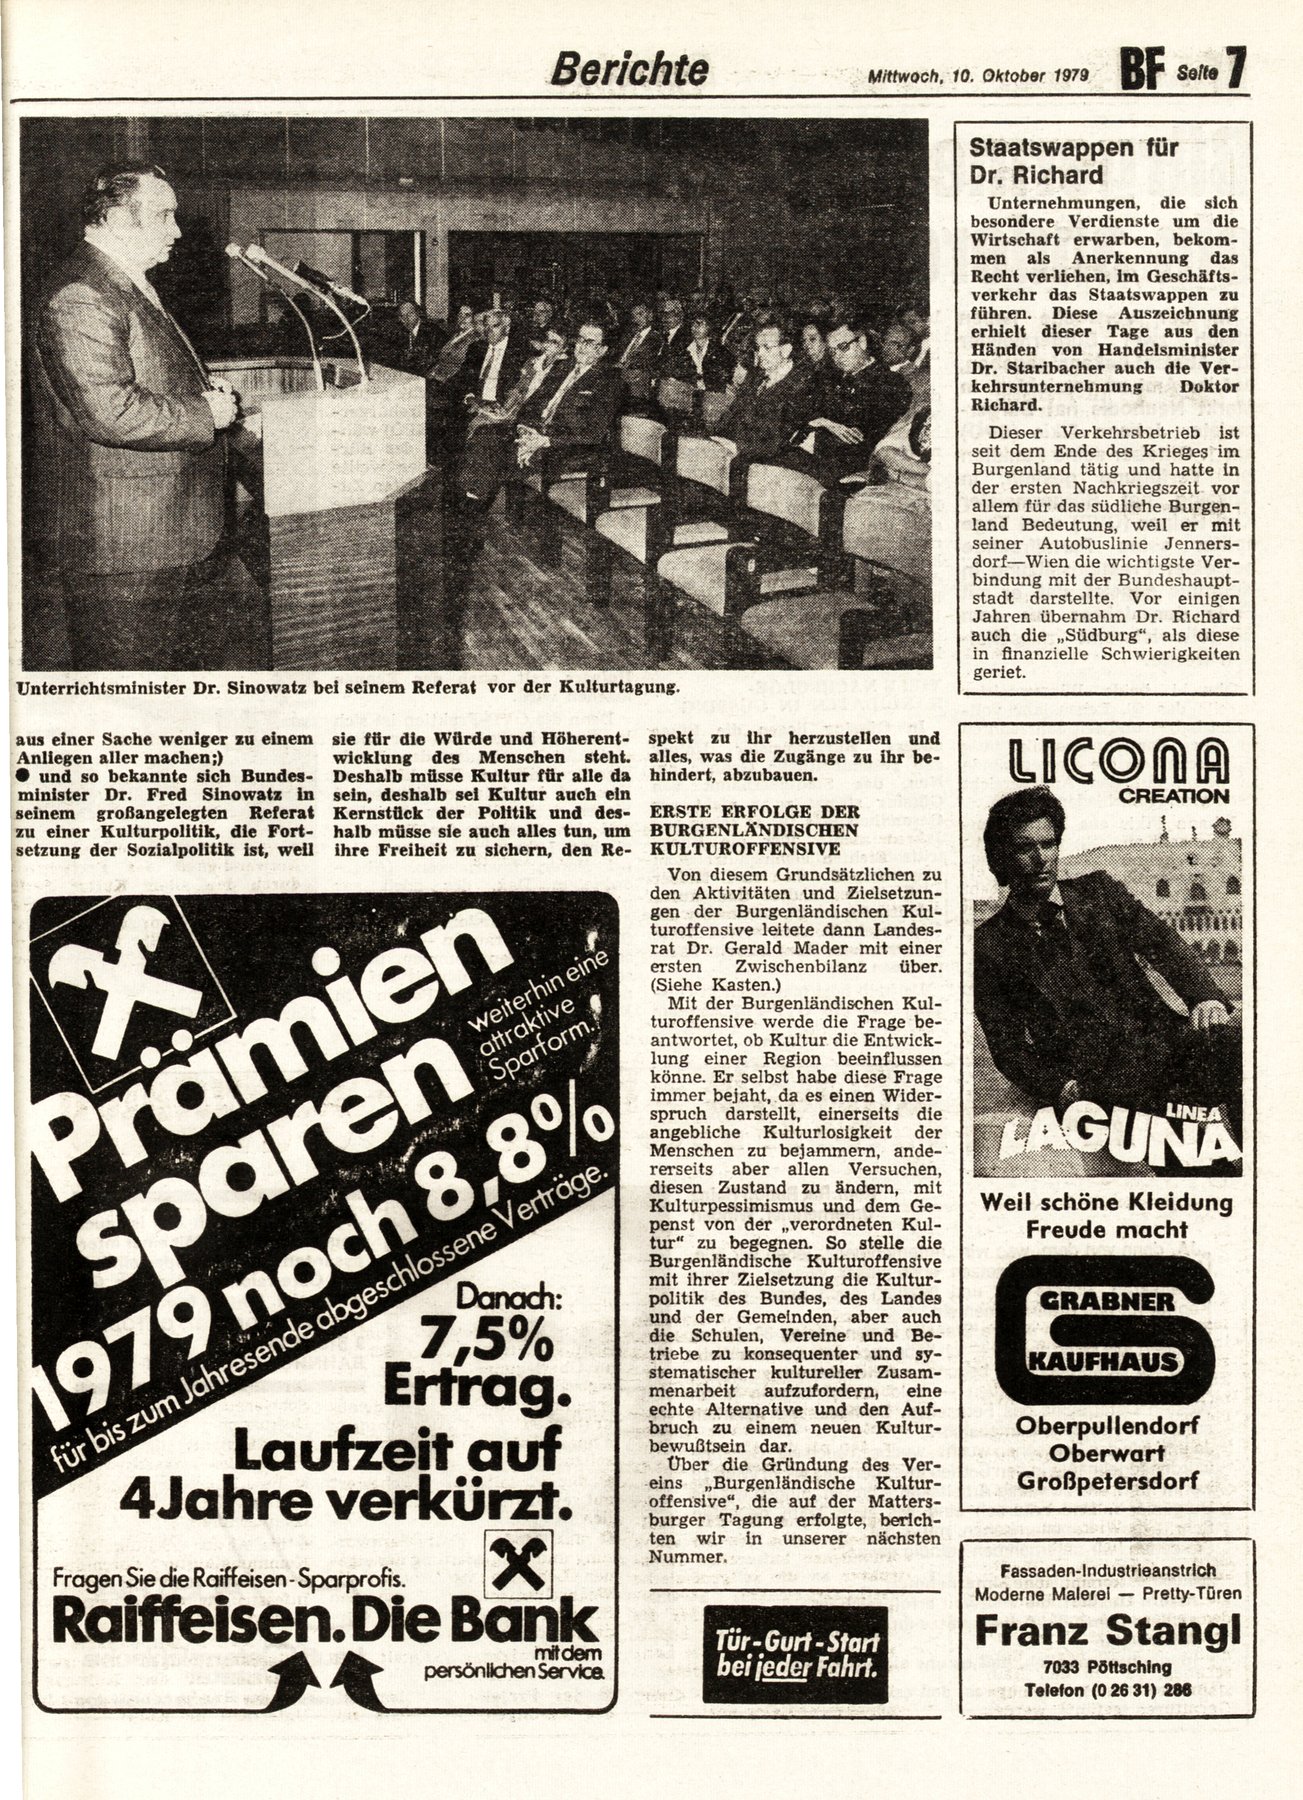 Berichte
Mittwoch, 10. Oktober 1979
BF Seite 7
Unterrichtsminister Dr. Sinowatz bei seinem Referat vor der Kulturtagung.
Staatswappen für
Dr. Richard
Unternehmungen, die sich
besondere Verdienste um die
Wirtschaft erwarben, bekom-
men als Anerkennung das
Recht verliehen, im Geschäfts-
verkehr das Staatswappen zu
führen. Diese Auszeichnung
erhielt dieser Tage aus den
Händen von Handelsminister
Dr. Staribacher auch die Ver-
kehrsunternehmung Doktor
Richard.
Dieser Verkehrsbetrieb ist
seit dem Ende des Krieges im
Burgenland tätig und hatte in
der ersten Nachkriegszeit vor
allem für das südliche Burgen-
land Bedeutung, weil er mit
seiner Autobuslinie Jenners-
dorf—Wien die wichtigste Ver-
bindung mit der Bundeshaupt-
stadt darstellte. Vor einigen
Jahren übernahm Dr. Richard
auch die „Südburg“, als diese
in finanzielle Schwierigkeiten
geriet.
aus einer Sache weniger zu einem
Anliegen aller machen;)
● und so bekannte sich Bundes-
minister Dr. Fred Sinowatz in
seinem großangelegten Referat
zu einer Kulturpolitik, die Fort-
setzung der Sozialpolitik ist, weil
sie für die Würde und Höherent-
wicklung des Menschen steht.
Deshalb müsse Kultur für alle da
sein, deshalb sei Kultur auch ein
Kernstück der Politik und des-
halb müsse sie auch alles tun, um
ihre Freiheit zu sichern, den Re-
spekt zu ihr herzustellen und
alles, was die Zugänge zu ihr be-
hindert, abzubauen.
ERSTE ERFOLGE DER
BURGENLÄNDISCHEN
KULTUROFFENSIVE
Von diesem Grundsätzlichen zu
den Aktivitäten und Zielsetzun-
gen der Burgenländischen Kul-
turoffensive leitete dann Landes-
rat Dr. Gerald Mader mit einer
ersten Zwischenbilanz über.
(Siehe Kasten.)
Mit der Burgenländischen Kul-
turoffensive werde die Frage be-
antwortet, ob Kultur die Entwick-
lung einer Region beeinflussen
könne. Er selbst habe diese Frage
immer bejaht, da es einen Wider-
spruch darstellt, einerseits die
angebliche Kulturlosigkeit der
Menschen zu bejammern, ande-
rerseits aber allen Versuchen,
diesen Zustand zu ändern, mit
Kulturpessimismus und dem Ge-
penst von der „verordneten Kul-
tur“ zu begegnen. So stelle die
Burgenländische Kulturoffensive
mit ihrer Zielsetzung die Kultur-
politik des Bundes, des Landes
und der Gemeinden, aber auch
die Schulen, Vereine und Be-
triebe zu konsequenter und sy-
stematischer kultureller Zusam-
menarbeit aufzufordern, eine
echte Alternative und den Auf-
bruch zu einem neuen Kultur-
bewußtsein dar.
Über die Gründung des Ver-
eins „Burgenländische Kultur-
offensive“, die auf der Matters-
burger Tagung erfolgte, berich-
ten wir in unserer nächsten
Nummer.
Prämien
sparen
weiterhin eine
attraktive
Sparform.
1979 noch 8,8%
für bis zum Jahresende abgeschlossene Verträge.
Danach:
7,5%
Ertrag.
Laufzeit auf
4 Jahre verkürzt.
Fragen Sie die Raiffeisen-Sparprofis.
Raiffeisen. Die Bank
mit dem
persönlichen Service.
Tür-Gurt-Start
bei jeder Fahrt.
LICONA
CREATION
LINEA
LAGUNA
Weil schöne Kleidung
Freude macht
GRABNER
KAUFHAUS
Oberpullendorf
Oberwart
Großpetersdorf
Fassaden-Industrieanstrich
Moderne Malerei — Pretty-Türen
Franz Stangl
7033 Pöttsching
Telefon (0 26 31) 286